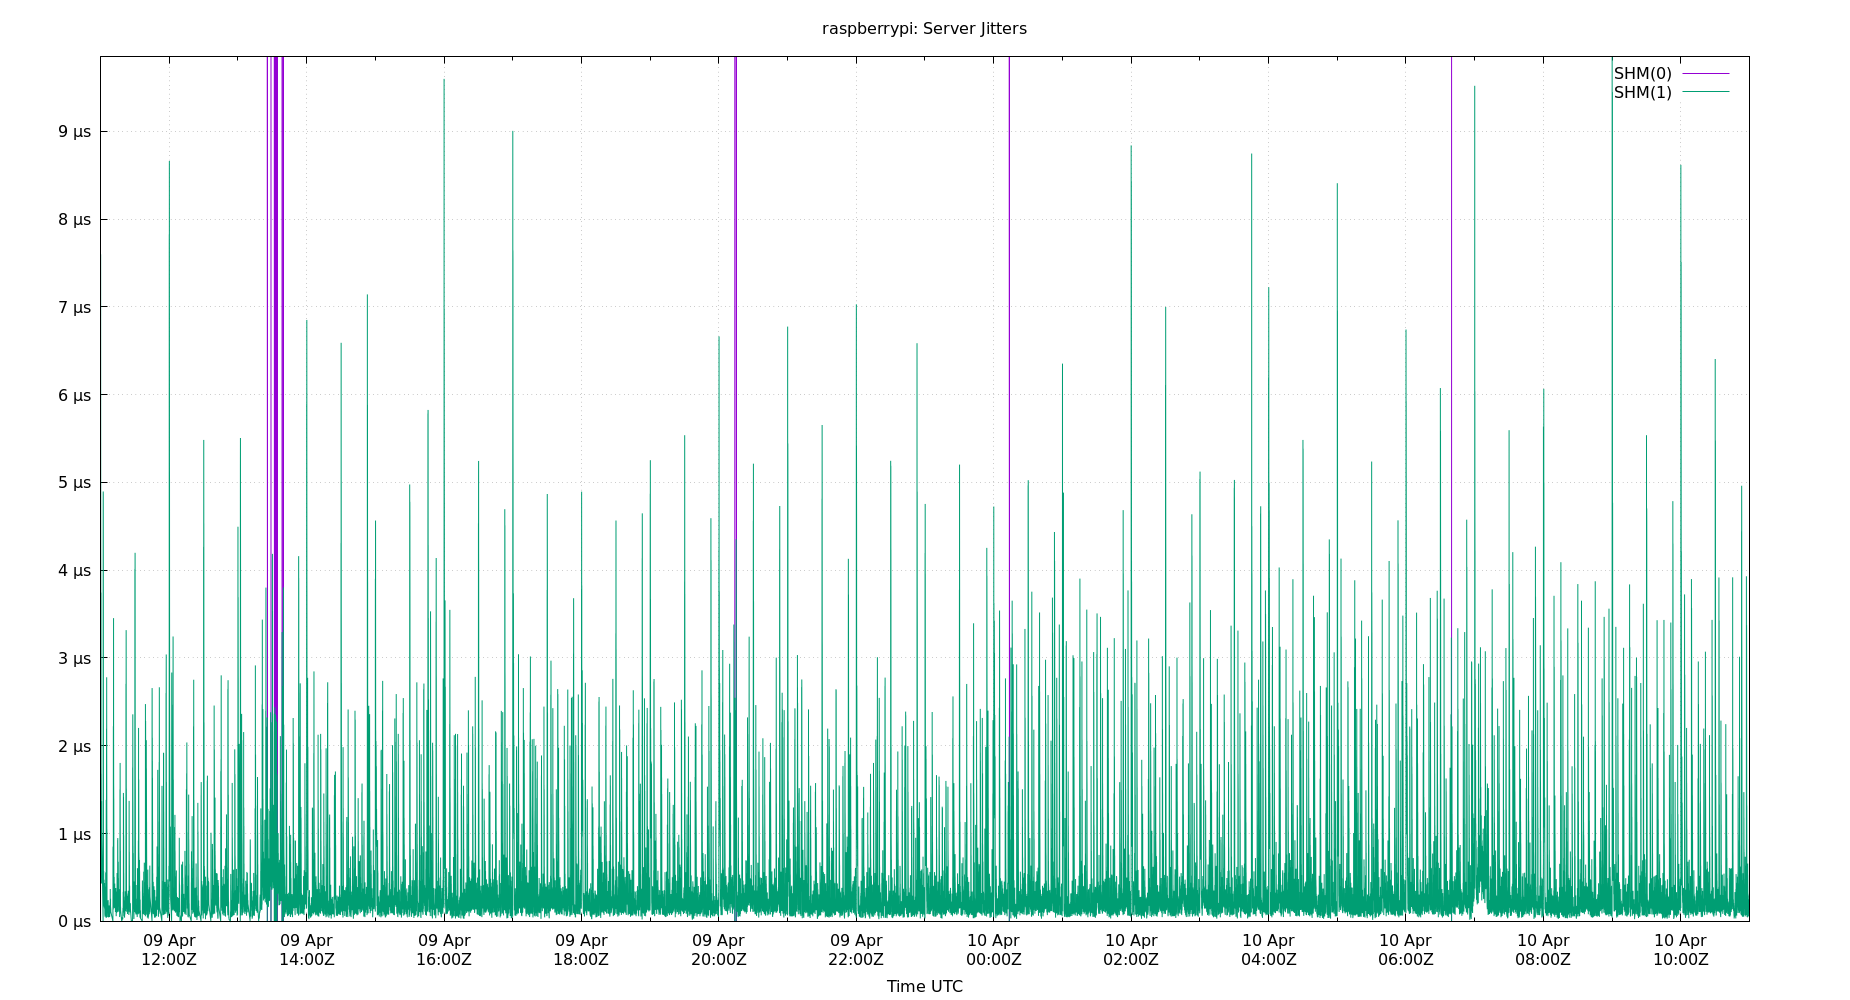 raspberrypi: Server Jitters
SHM(0)
SHM(1)
9 µs
8 µs
7 µs
6 µs
5 µs
4 µs
3 µs
2 µs
1 µs
0 µs
09 Apr 09 Apr 09 Apr 09 Apr 09 Apr 09 Apr 10 Apr 10 Apr 10 Apr 10 Apr 10 Apr 10 Apr
12:00Z 14:00Z 16:00Z 18:00Z 20:00Z 22:00Z 00:00Z 02:00Z 04:00Z 06:00Z 08:00Z 10:00Z
Time UTC